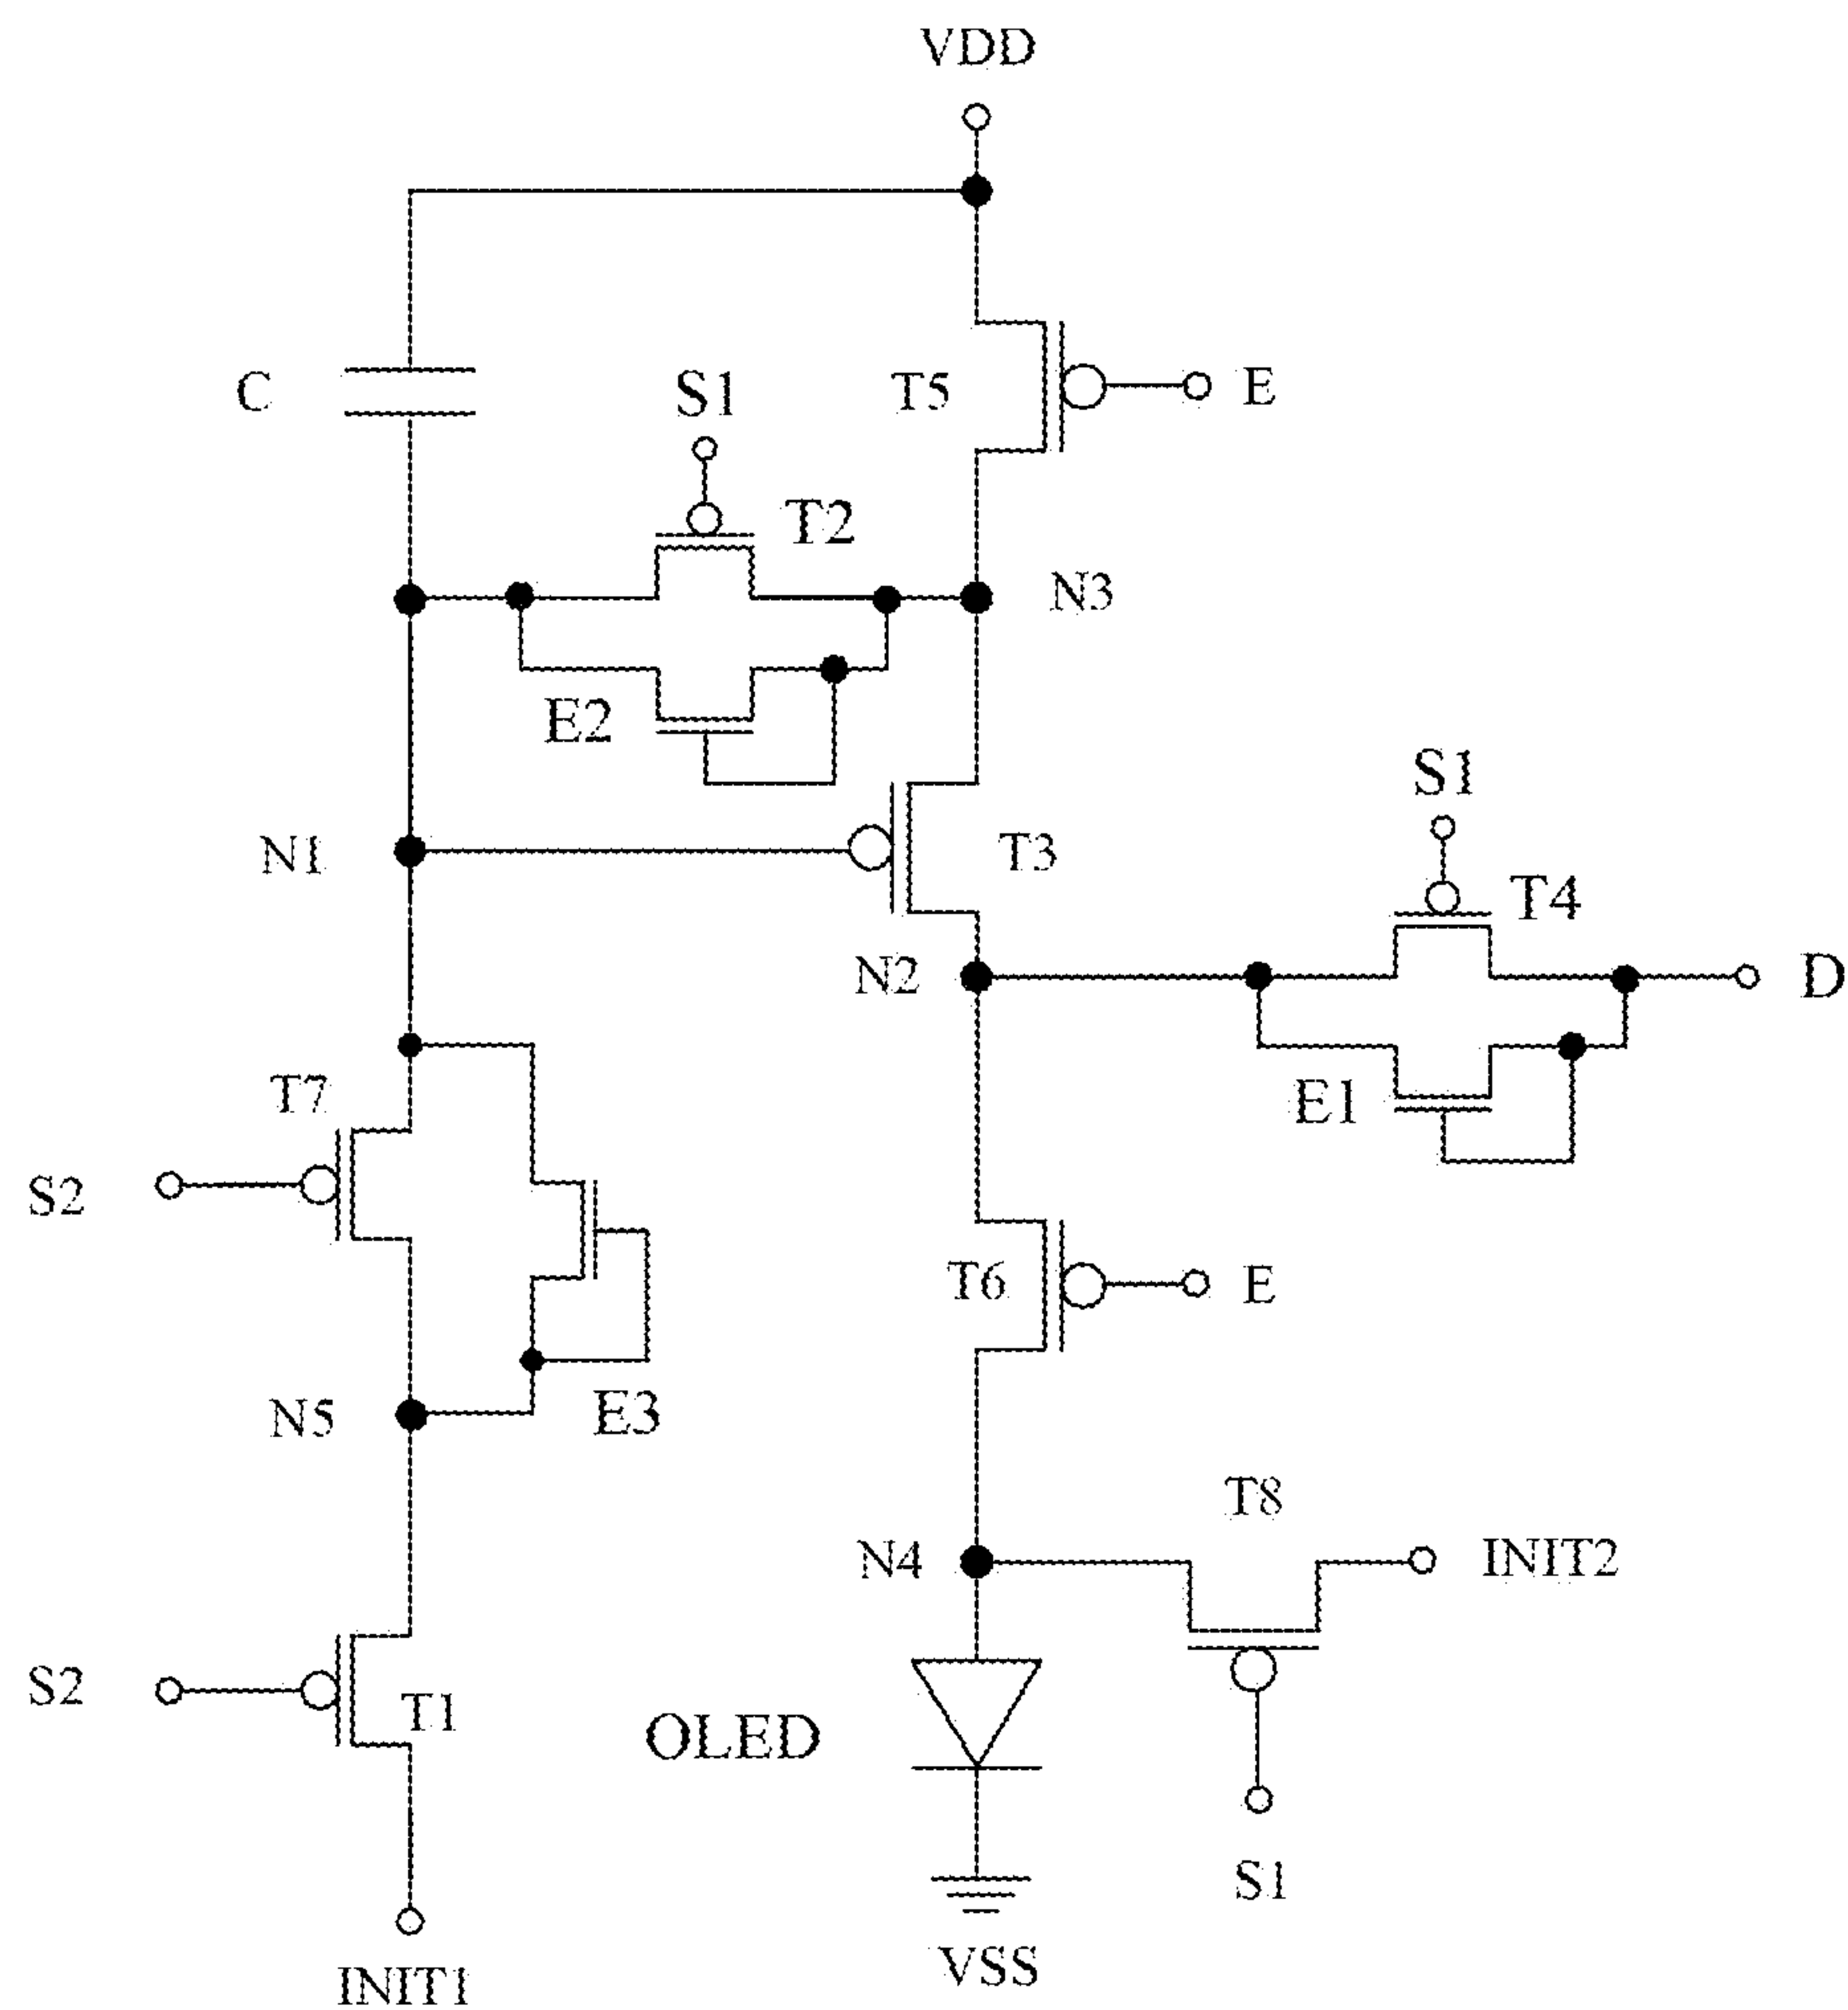 VDD
C
S1
T5
E
T2
N3
E2
S1
N1
T3
T4
N2
D
T7
E1
S2
T6
E
N5
E3
T8
N4
INIT2
S2
T1
OLED
S1
VSS
INIT1